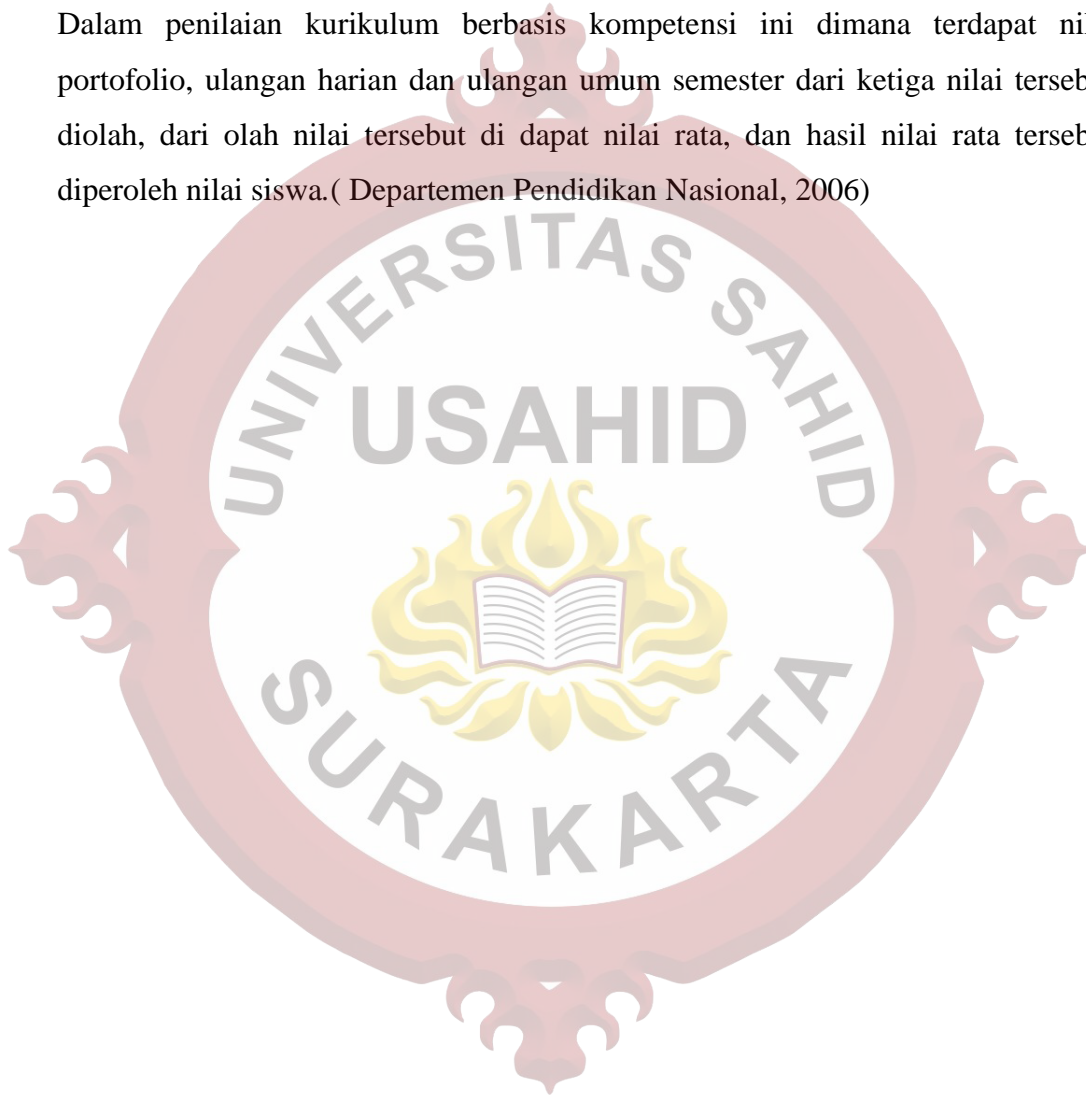 Dalam penilaian kurikulum berbasis kompetensi ini dimana terdapat nil
portofolio, ulangan harian dan ulangan umum semester dari ketiga nilai terseb
diolah, dari olah nilai tersebut di dapat nilai rata, dan hasil nilai rata terseb
diperoleh nilai siswa.( Departemen Pendidikan Nasional, 2006)
UNIVERSITAS SAHID
USAHID
SURAKARTA